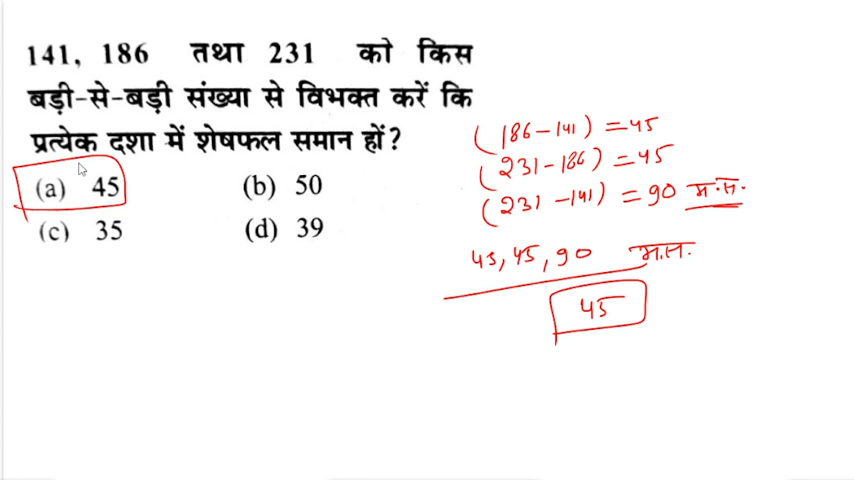 141, 186 तथा 231 को किस
बड़ी-से-बड़ी संख्या से विभक्त करें कि
प्रत्येक दशा में शेषफल समान हों?
(a) 45 (b) 50
(c) 35 (d) 39
(186-141) =45
(231-186) =45
(231-141) =90 म.स.
45,45,90 म.स.
45